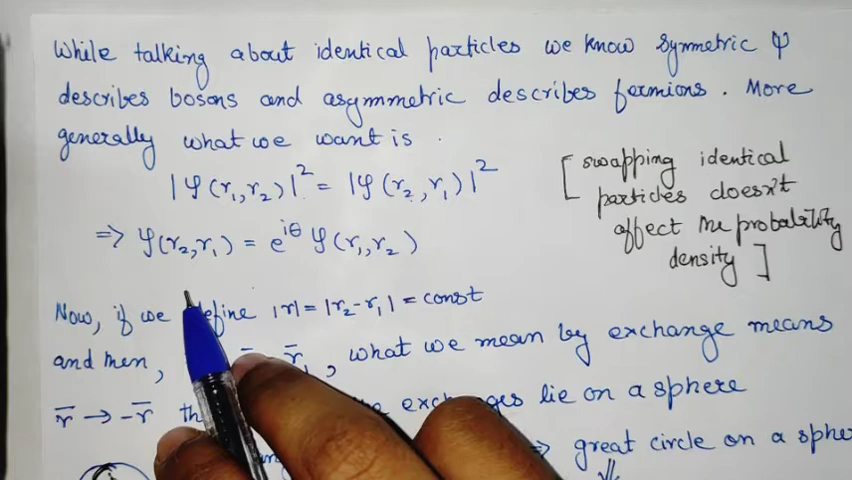 While talking about identical particles we know symmetric ψ
describes bosons and asymmetric describes fermions. More
generally what we want is
|ψ(r₁,r₂)|² = |ψ(r₂,r₁)|²
[swapping identical
particles doesn't
affect the probability
density]
⇒ ψ(r₂,r₁) = e^{iθ} ψ(r₁,r₂)
Now, if we define |r| = |r₂-r₁| = const
and then, r̄₁, what we mean by exchange means
r̄ → -r̄ exchanges lie on a sphere
⇒ great circle on a sphere